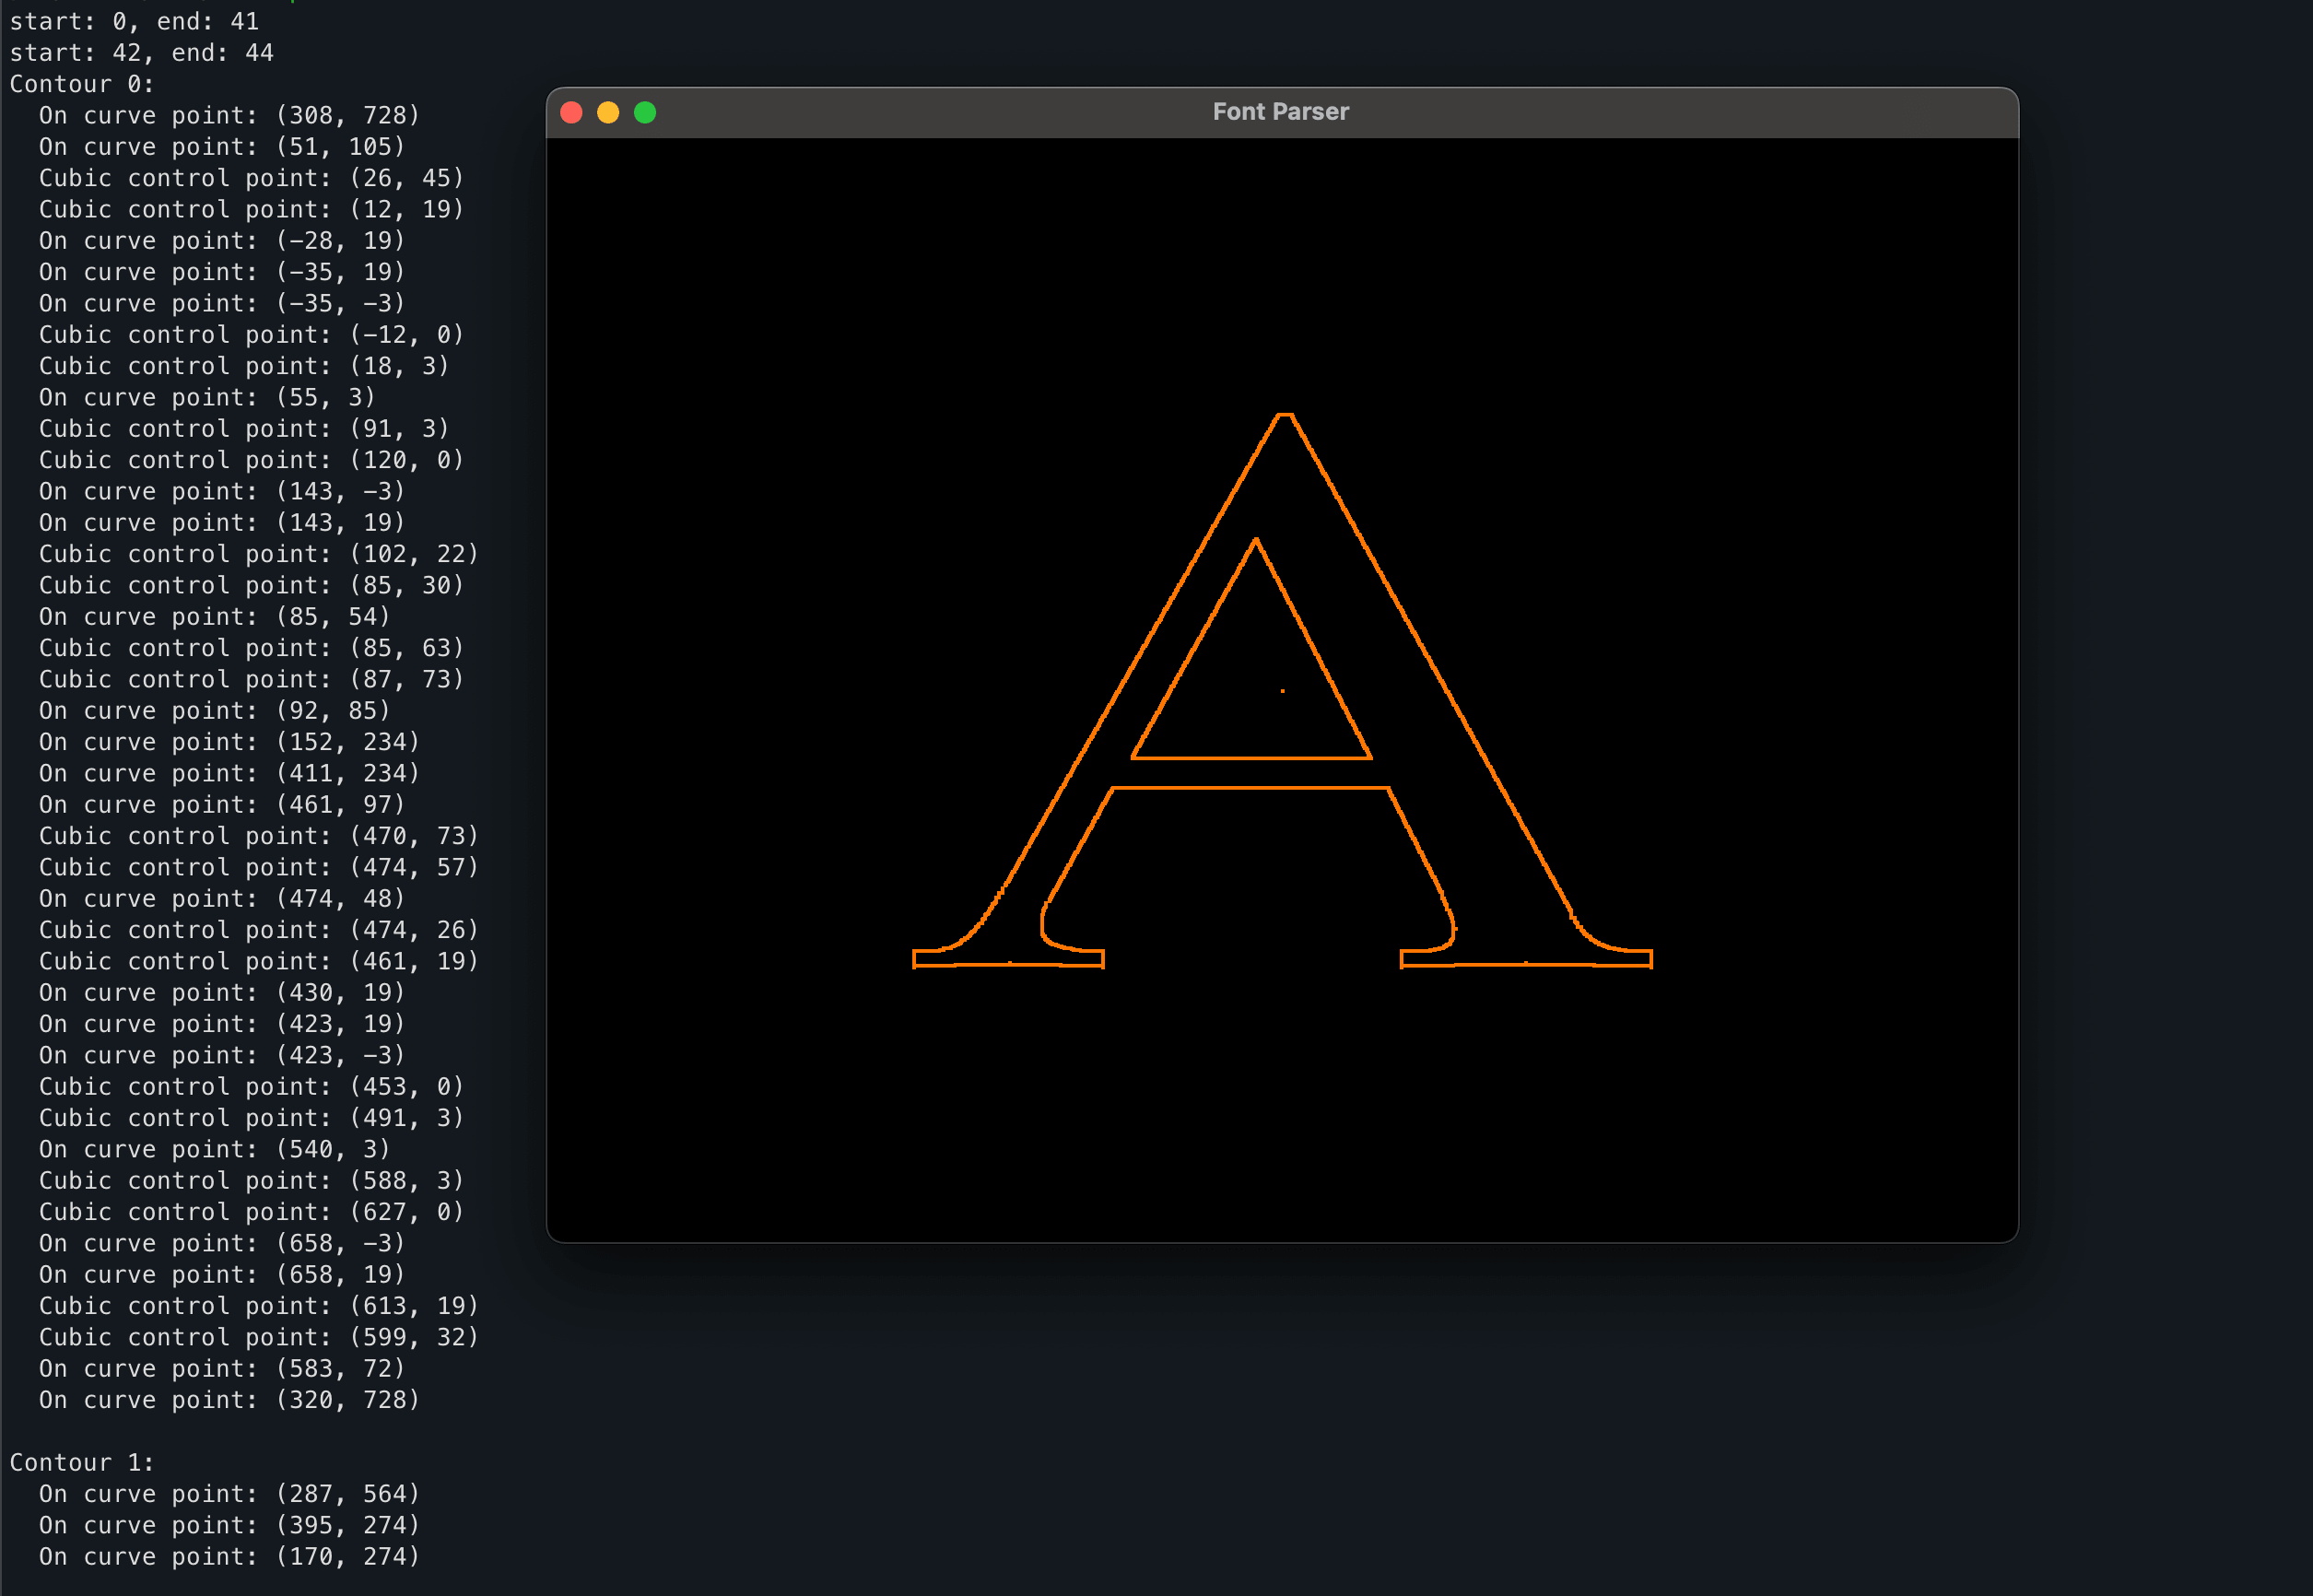 start: 0, end: 41
start: 42, end: 44
Contour 0:
On curve point: (308, 728)
On curve point: (51, 105)
Cubic control point: (26, 45)
Cubic control point: (12, 19)
On curve point: (-28, 19)
On curve point: (-35, 19)
On curve point: (-35, -3)
Cubic control point: (-12, 0)
Cubic control point: (18, 3)
On curve point: (55, 3)
Cubic control point: (91, 3)
Cubic control point: (120, 0)
On curve point: (143, -3)
On curve point: (143, 19)
Cubic control point: (102, 22)
Cubic control point: (85, 30)
On curve point: (85, 54)
Cubic control point: (85, 63)
Cubic control point: (87, 73)
On curve point: (92, 85)
On curve point: (152, 234)
On curve point: (411, 234)
On curve point: (461, 97)
Cubic control point: (470, 73)
Cubic control point: (474, 57)
On curve point: (474, 48)
Cubic control point: (474, 26)
Cubic control point: (461, 19)
On curve point: (430, 19)
On curve point: (423, 19)
On curve point: (423, -3)
Cubic control point: (453, 0)
Cubic control point: (491, 3)
On curve point: (540, 3)
Cubic control point: (588, 3)
Cubic control point: (627, 0)
On curve point: (658, -3)
On curve point: (658, 19)
Cubic control point: (613, 19)
Cubic control point: (599, 32)
On curve point: (583, 72)
On curve point: (320, 728)
Contour 1:
On curve point: (287, 564)
On curve point: (395, 274)
On curve point: (170, 274)
Font Parser
A